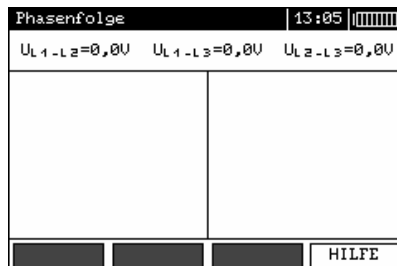 Phasenfolge 13:05
UL1-L2=0,0V UL1-L3=0,0V UL2-L3=0,0V
HILFE